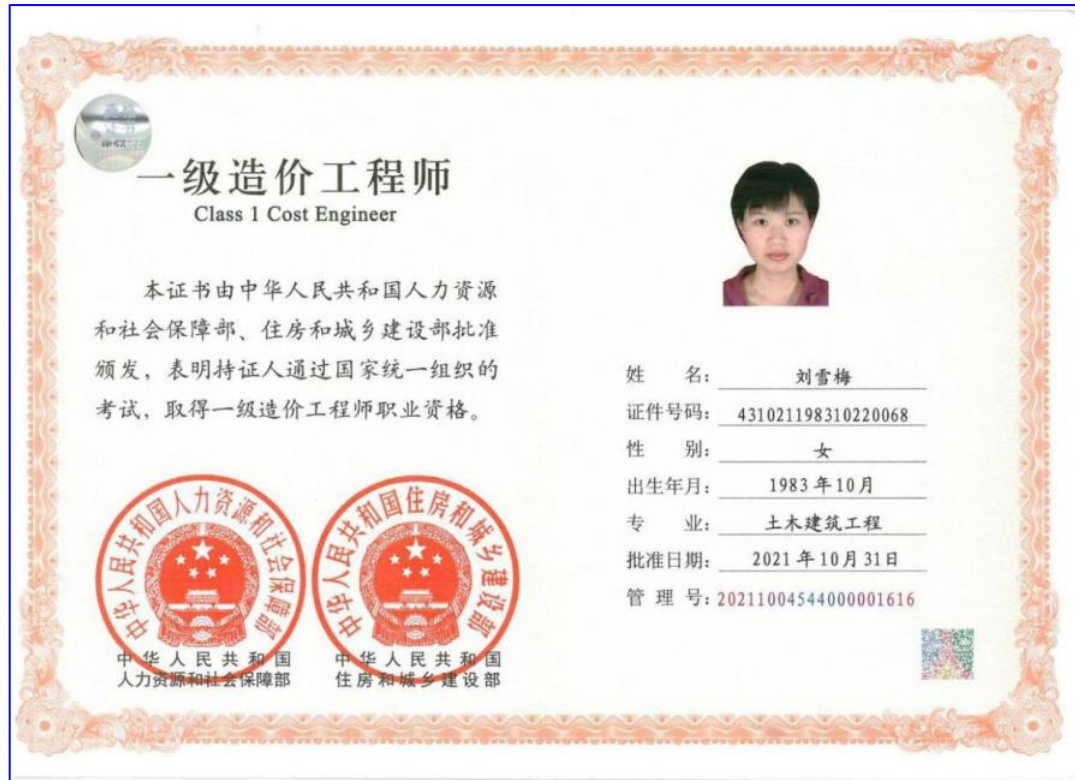 一级造价工程师
Class 1 Cost Engineer
本证书由中华人民共和国人力资源
和社会保障部、住房和城乡建设部批准
颁发，表明持证人通过国家统一组织的
考试，取得一级造价工程师职业资格。
中华人民共和国人力资源和社会保障部
中华人民共和国住房和城乡建设部
中华人民共和国
人力资源和社会保障部
中华人民共和国
住房和城乡建设部
姓名：刘雪梅
证件号码：431021198310220068
性别：女
出生年月：1983年10月
专业：土木建筑工程
批准日期：2021年10月31日
管理号：20211004544000001616